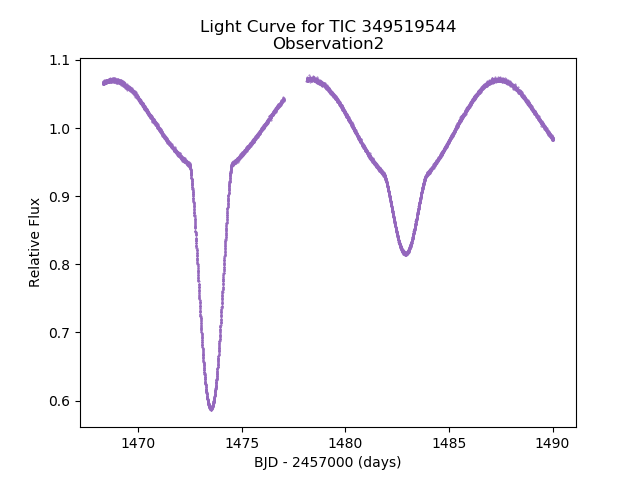 Light Curve for TIC 349519544
Observation2
1.1
1.0
0.9
0.8
0.7
0.6
Relative Flux
1470 1475 1480 1485 1490
BJD - 2457000 (days)